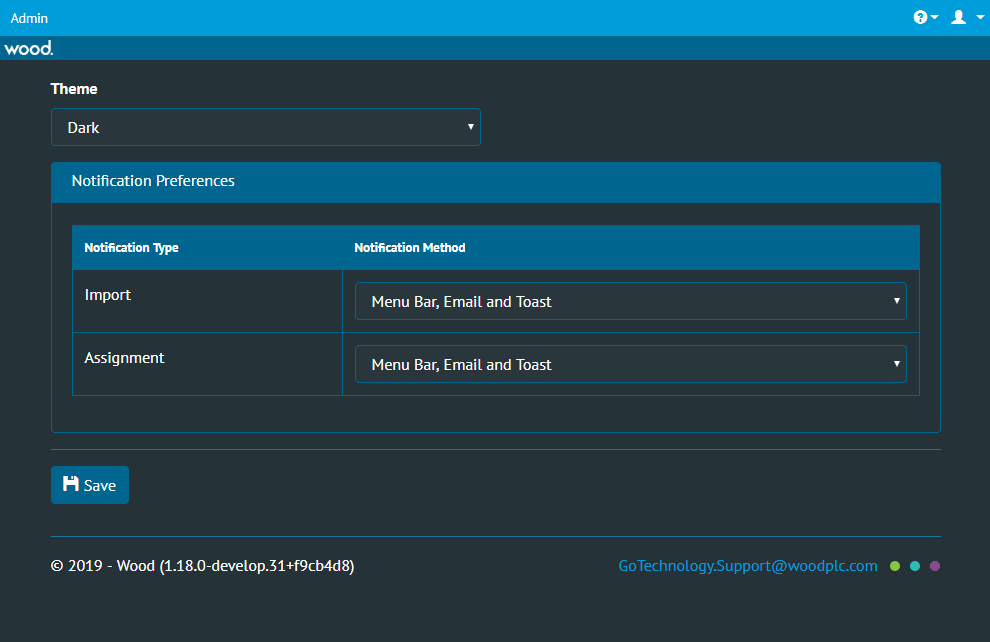 Admin
wood.
Theme
Dark
Notification Preferences
Notification Type Notification Method
Import Menu Bar, Email and Toast
Assignment Menu Bar, Email and Toast
Save
© 2019 - Wood (1.18.0-develop.31+f9cb4d8) GoTechnology.Support@woodplc.com